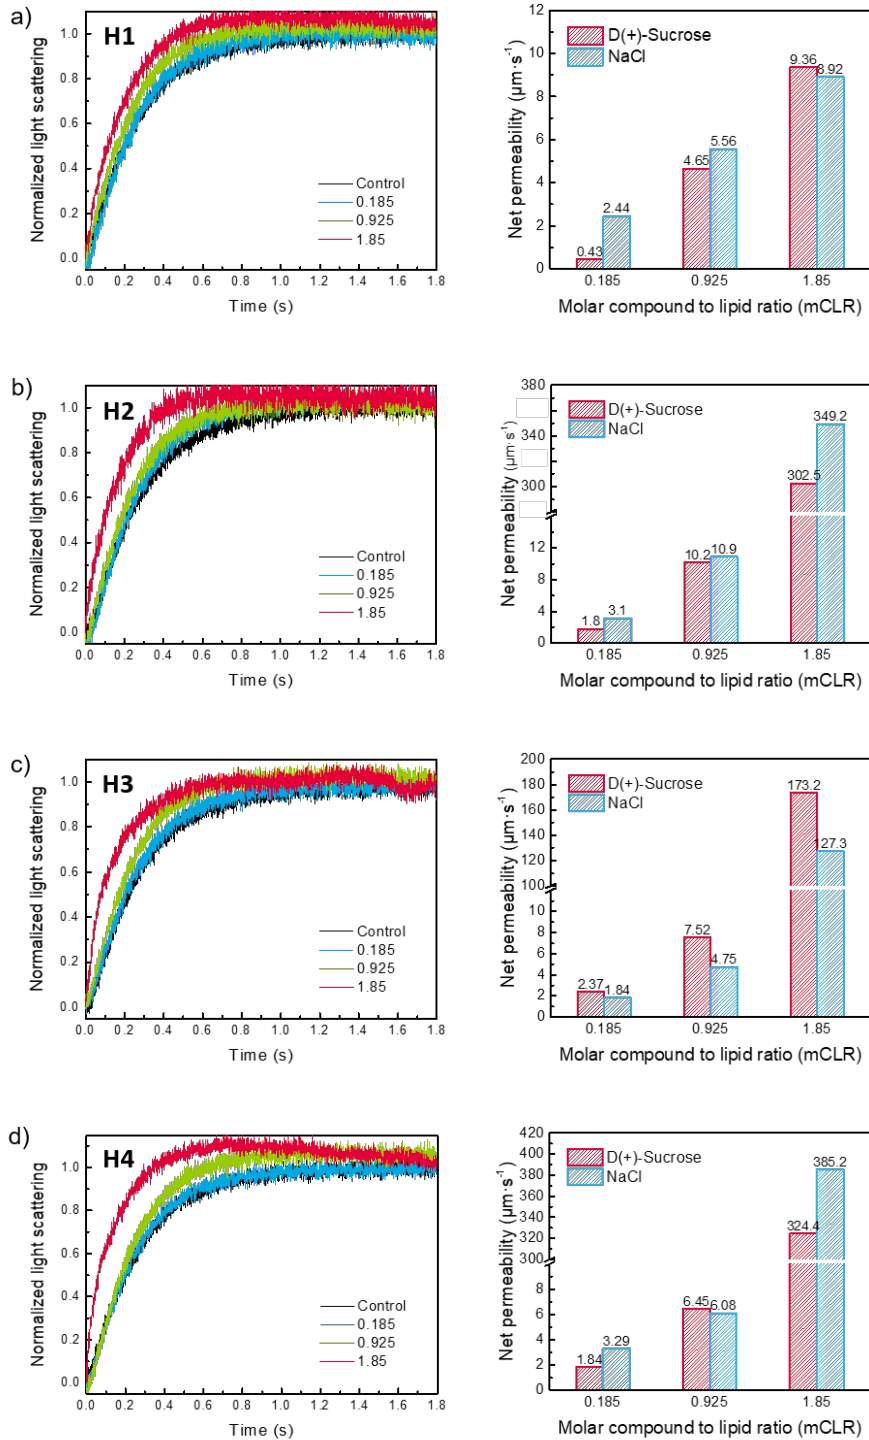 a)
H1
Normalized light scattering
1.0
0.8
0.6
0.4
0.2
0.0
Control
0.185
0.925
1.85
0.0 0.2 0.4 0.6 0.8 1.0 1.2 1.4 1.6 1.8
Time (s)
Net permeability (µm·s⁻¹)
12
10
8
6
4
2
0
D(+)-Sucrose
NaCl
0.43
2.44
4.65
5.56
9.36
8.92
0.185 0.925 1.85
Molar compound to lipid ratio (mCLR)
b)
H2
Normalized light scattering
1.0
0.8
0.6
0.4
0.2
0.0
Control
0.185
0.925
1.85
0.0 0.2 0.4 0.6 0.8 1.0 1.2 1.4 1.6 1.8
Time (s)
Net permeability (µm·s⁻¹)
380
360
340
320
300
12
8
4
0
D(+)-Sucrose
NaCl
1.8
3.1
10.2
10.9
302.5
349.2
0.185 0.925 1.85
Molar compound to lipid ratio (mCLR)
c)
H3
Normalized light scattering
1.0
0.8
0.6
0.4
0.2
0.0
Control
0.185
0.925
1.85
0.0 0.2 0.4 0.6 0.8 1.0 1.2 1.4 1.6 1.8
Time (s)
Net permeability (µm·s⁻¹)
200
180
160
140
120
100
10
8
6
4
2
0
D(+)-Sucrose
NaCl
2.37
1.84
7.52
4.75
173.2
127.3
0.185 0.925 1.85
Molar compound to lipid ratio (mCLR)
d)
H4
Normalized light scattering
1.0
0.8
0.6
0.4
0.2
0.0
Control
0.185
0.925
1.85
0.0 0.2 0.4 0.6 0.8 1.0 1.2 1.4 1.6 1.8
Time (s)
Net permeability (µm·s⁻¹)
420
400
380
360
340
320
300
8
6
4
2
0
D(+)-Sucrose
NaCl
1.84
3.29
6.45
6.08
324.4
385.2
0.185 0.925 1.85
Molar compound to lipid ratio (mCLR)